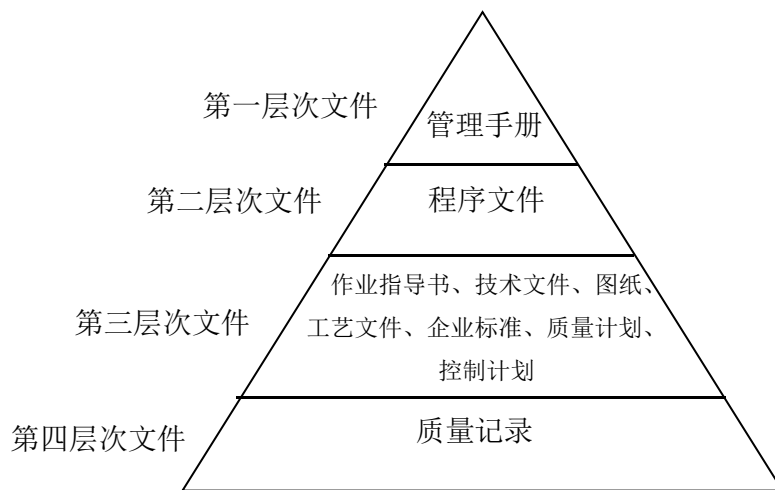 第一层次文件
管理手册
第二层次文件
程序文件
第三层次文件
作业指导书、技术文件、图纸、
工艺文件、企业标准、质量计划、
控制计划
第四层次文件
质量记录